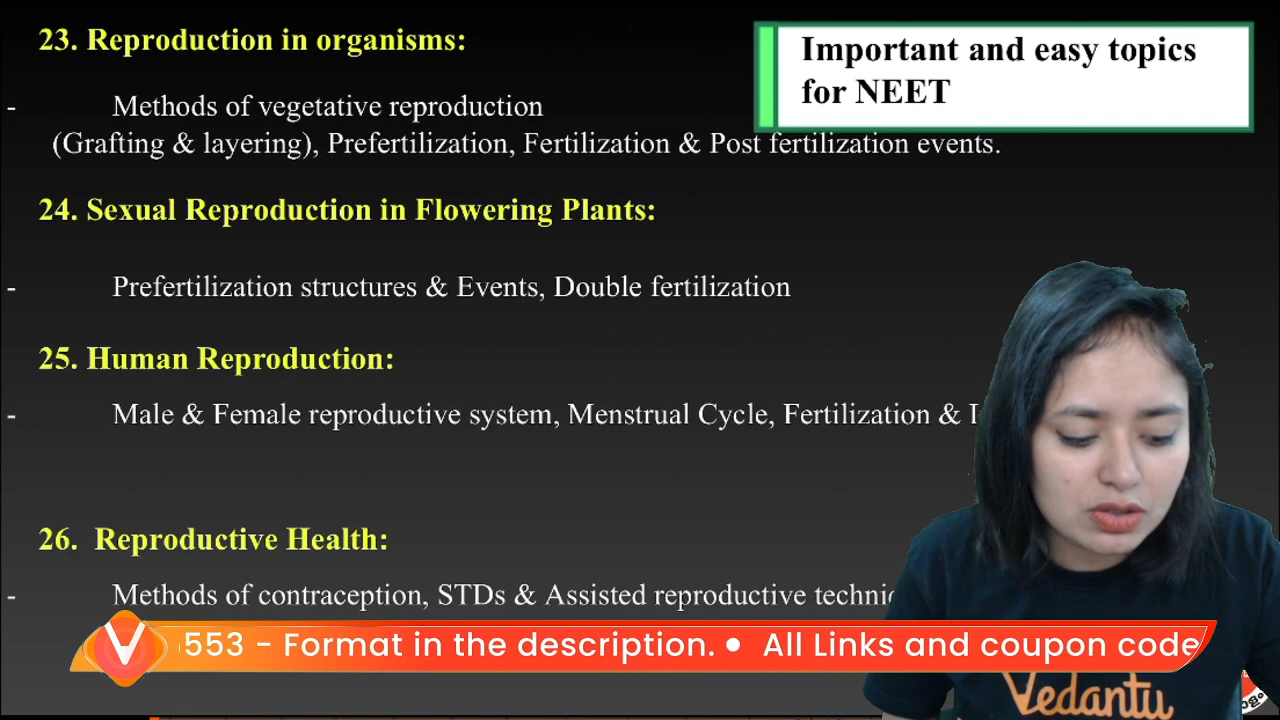 23. Reproduction in organisms:
Important and easy topics
for NEET
- Methods of vegetative reproduction
(Grafting & layering), Prefertilization, Fertilization & Post fertilization events.
24. Sexual Reproduction in Flowering Plants:
- Prefertilization structures & Events, Double fertilization
25. Human Reproduction:
- Male & Female reproductive system, Menstrual Cycle, Fertilization &
26. Reproductive Health:
- Methods of contraception, STDs & Assisted reproductive
553 - Format in the description. ● All Links and coupon code
Vedantu